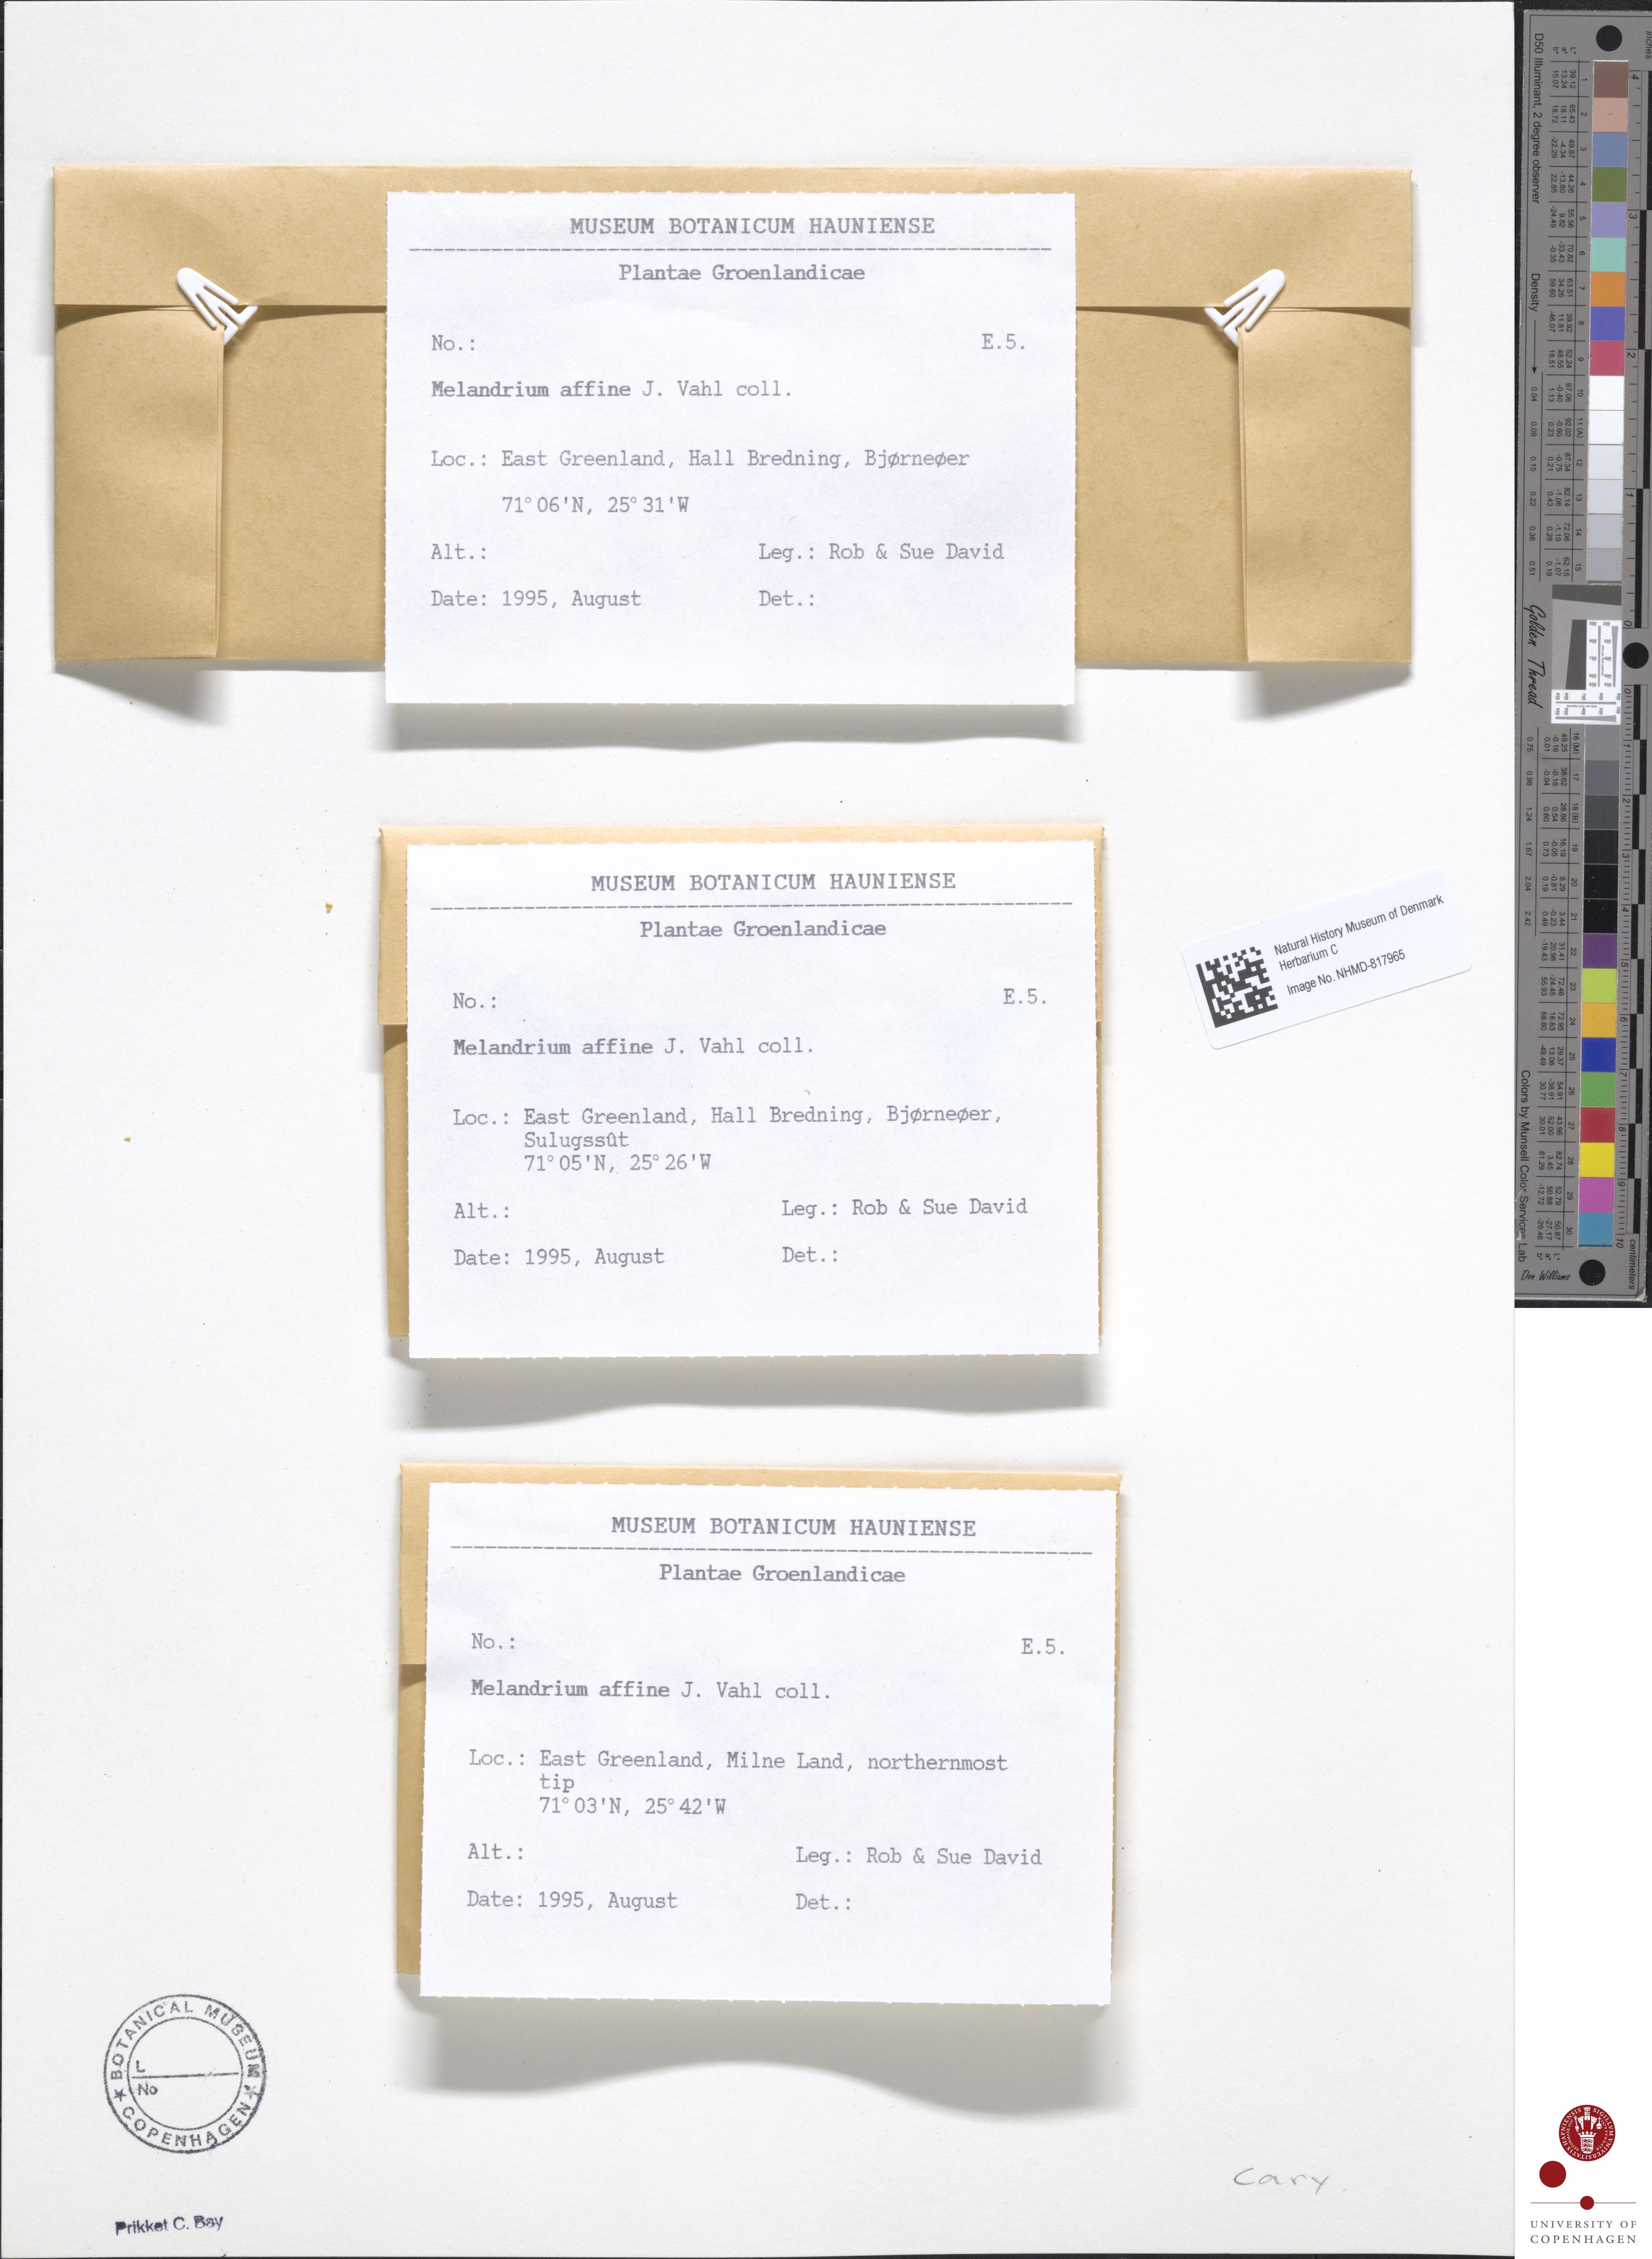 MUSEUM BOTANICUM HAUNIENSE
Plantae Groenlandicae
No.: E.5.
Melandrium affine J. Vahl coll.
Loc.: East Greenland, Hall Bredning, Bjørneøer
71°06'N, 25°31'W
Alt.: Leg.: Rob & Sue David
Date: 1995, August Det.:
MUSEUM BOTANICUM HAUNIENSE
Plantae Groenlandicae
No.: E.5.
Melandrium affine J. Vahl coll.
Loc.: East Greenland, Hall Bredning, Bjørneøer,
Sulugssût
71°05'N, 25°26'W
Alt.: Leg.: Rob & Sue David
Date: 1995, August Det.:
Natural History Museum of Denmark
Herbarium C
Image No. NHMD-817965
MUSEUM BOTANICUM HAUNIENSE
Plantae Groenlandicae
No.: E.5.
Melandrium affine J. Vahl coll.
Loc.: East Greenland, Milne Land, northernmost
tip
71°03'N, 25°42'W
Alt.: Leg.: Rob & Sue David
Date: 1995, August Det.:
BOTANICAL MUSEUM
L
No
COPENHAGEN
Prikket C. Bay
Cary
D50 Illuminant, 2 degree observer
Density
Golden Thread
Colors by Munsell Color Services Lab
Don Williams
inches
centimeters
UNIVERSITY OF
COPENHAGEN